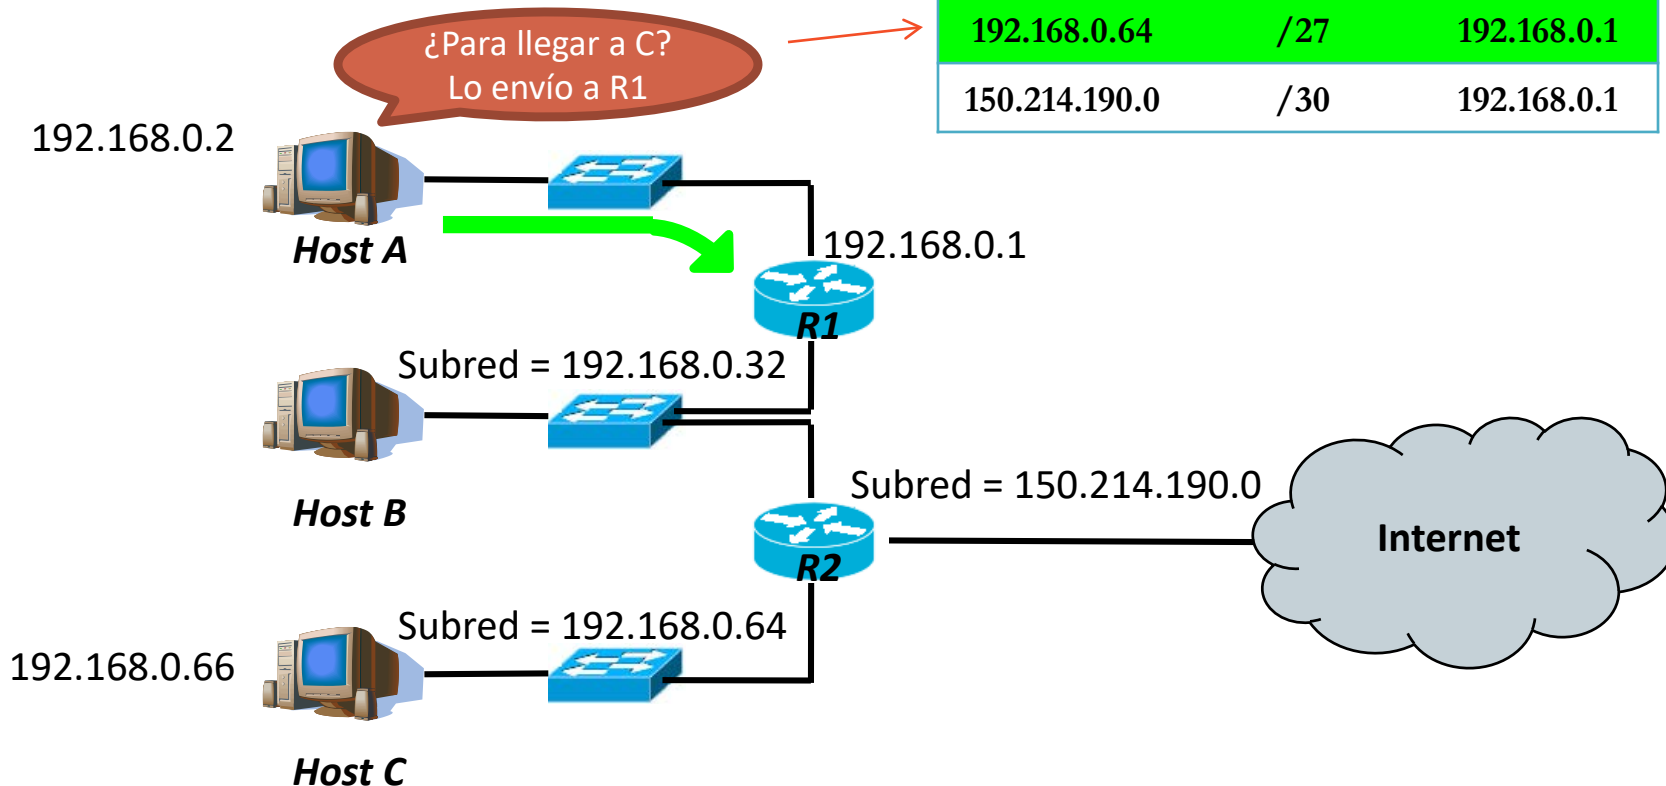 192.168.0.64 /27 192.168.0.1
150.214.190.0 /30 192.168.0.1
¿Para llegar a C?
Lo envío a R1
192.168.0.2
Host A
192.168.0.1
R1
Subred = 192.168.0.32
Host B
Subred = 150.214.190.0
Internet
R2
Subred = 192.168.0.64
192.168.0.66
Host C